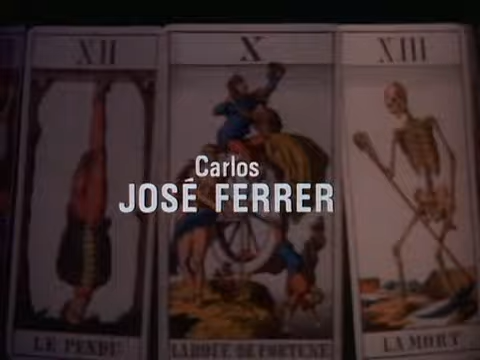 XII
X
XIII
Carlos
JOSÉ FERRER
LE PENDU
LA ROUE DE FORTUNE
LA MORT